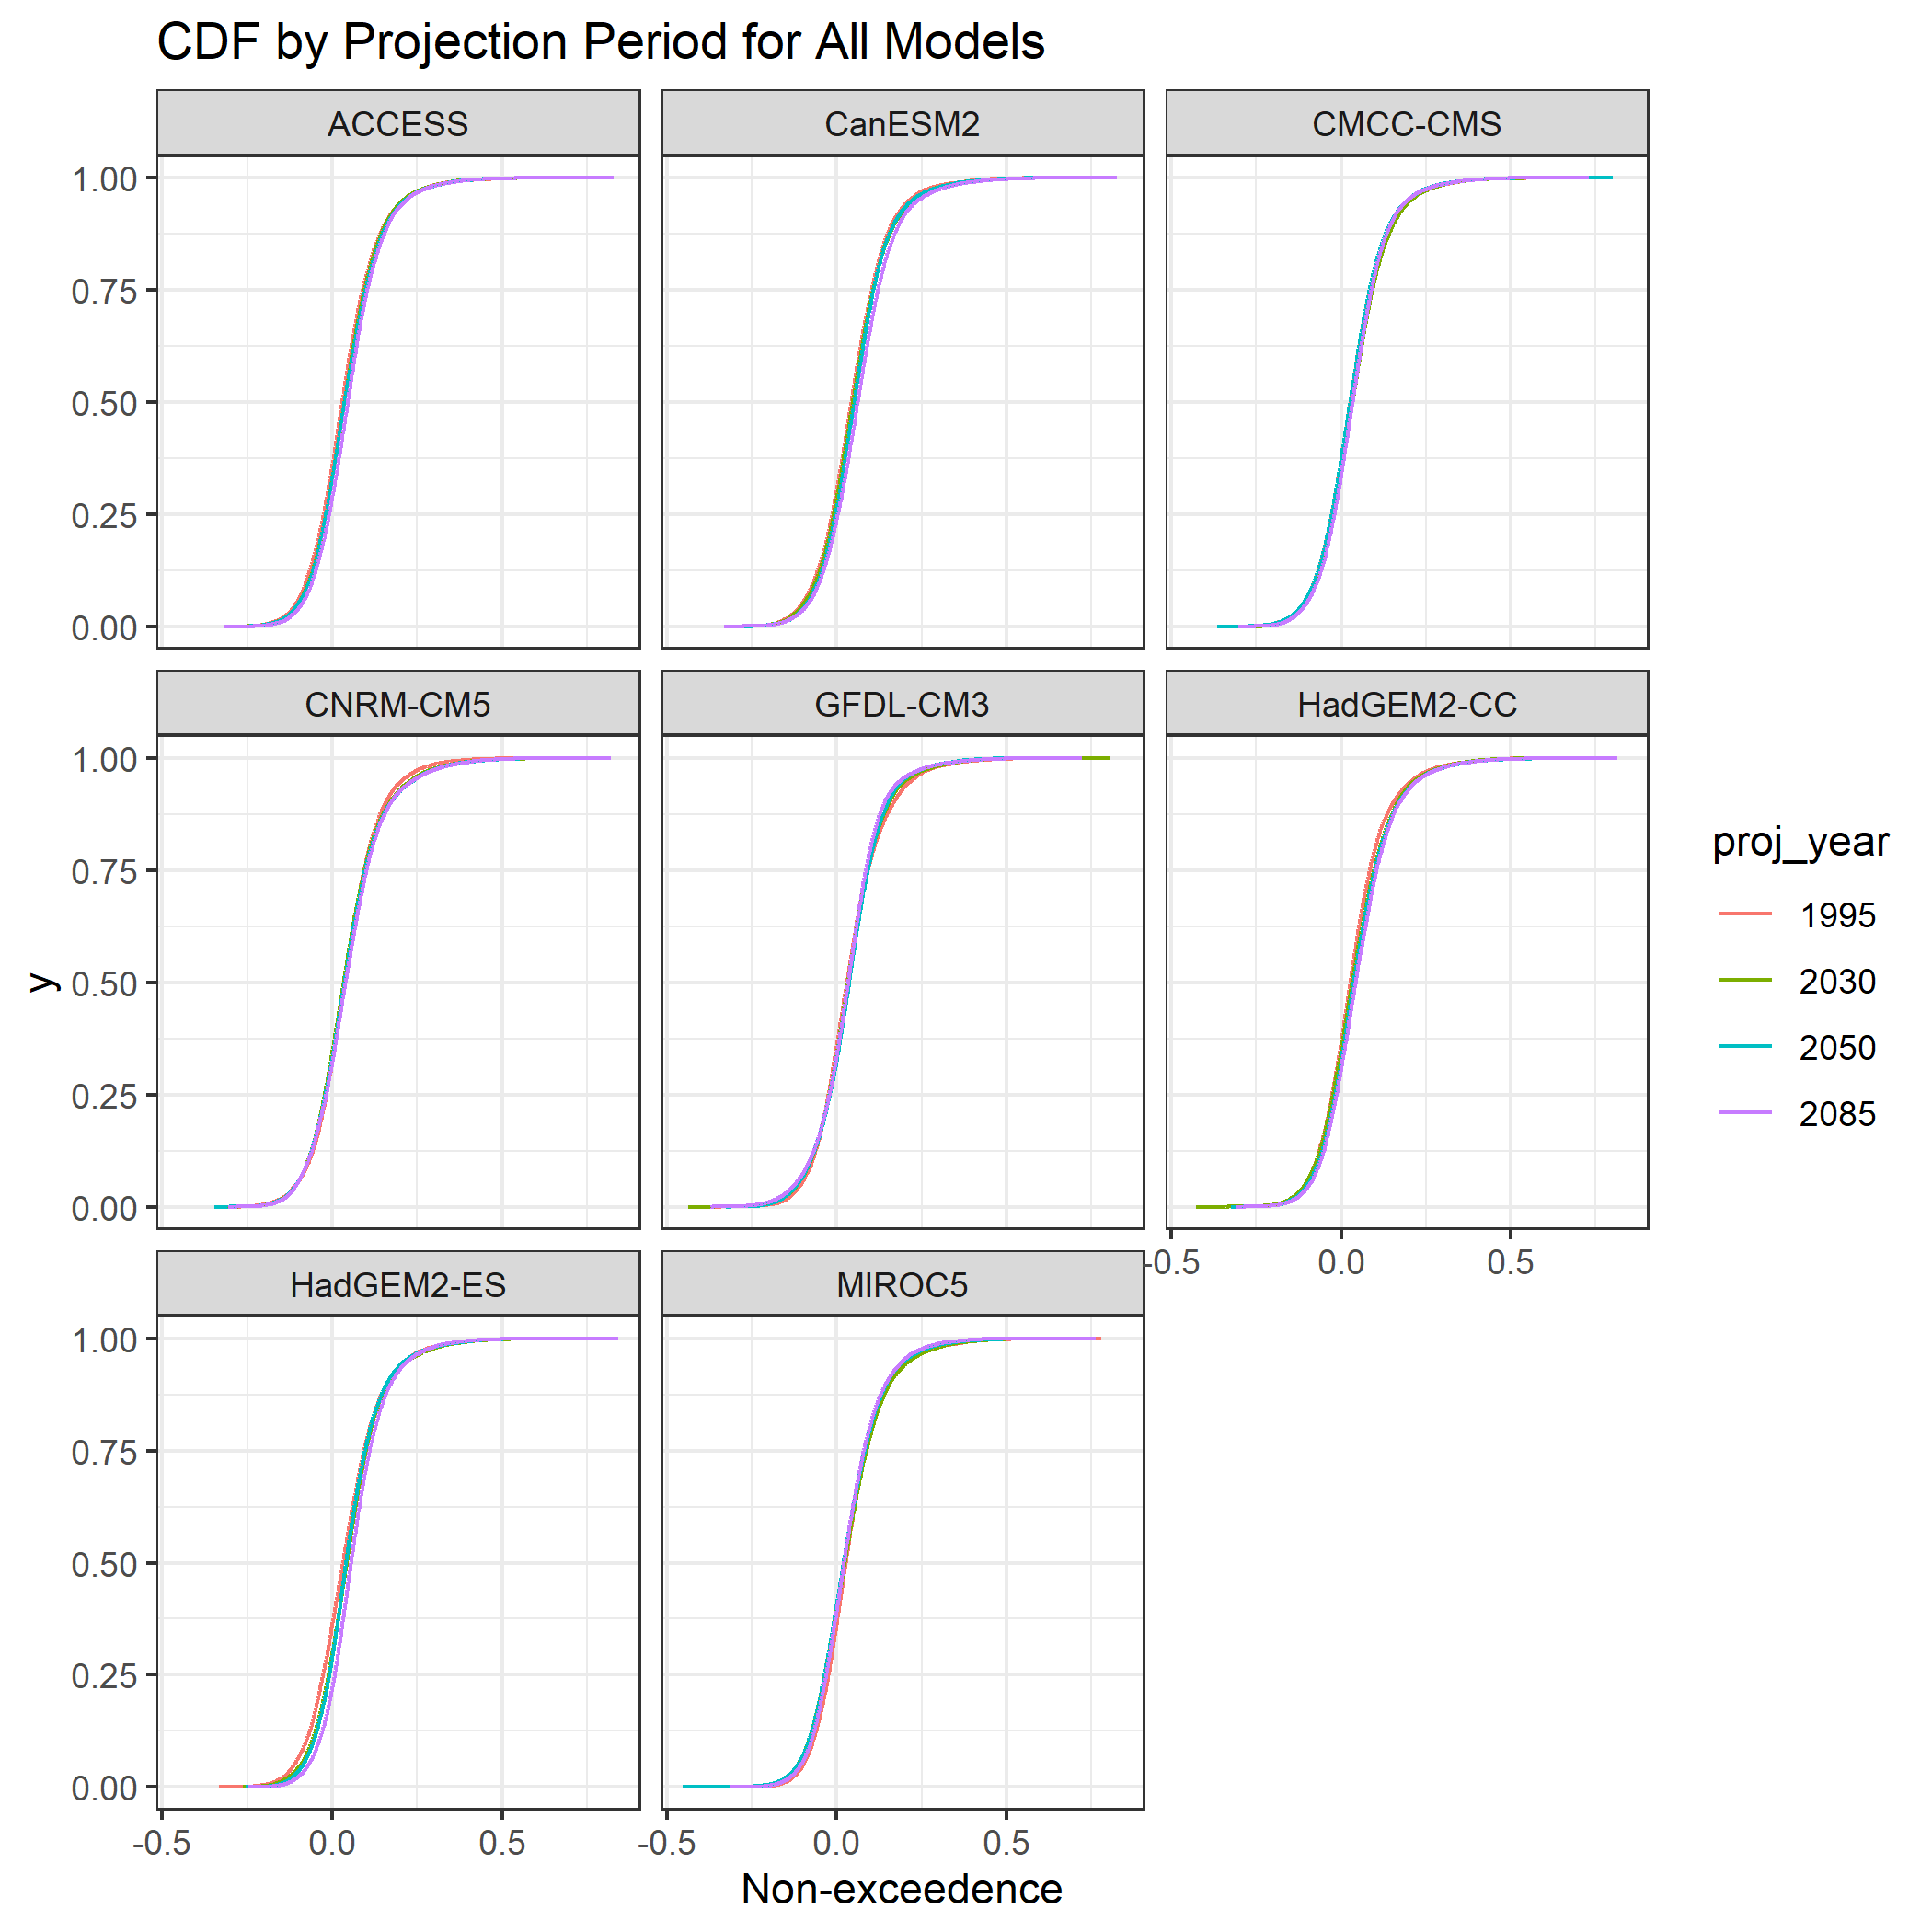 CDF by Projection Period for All Models
ACCESS
CanESM2
CMCC-CMS
1.00
0.75
0.50
0.25
0.00
CNRM-CM5
GFDL-CM3
HadGEM2-CC
1.00
0.75
0.50
0.25
0.00
y
-0.5 0.0 0.5
HadGEM2-ES
MIROC5
1.00
0.75
0.50
0.25
0.00
-0.5 0.0 0.5
-0.5 0.0 0.5
Non-exceedence
proj_year
1995
2030
2050
2085